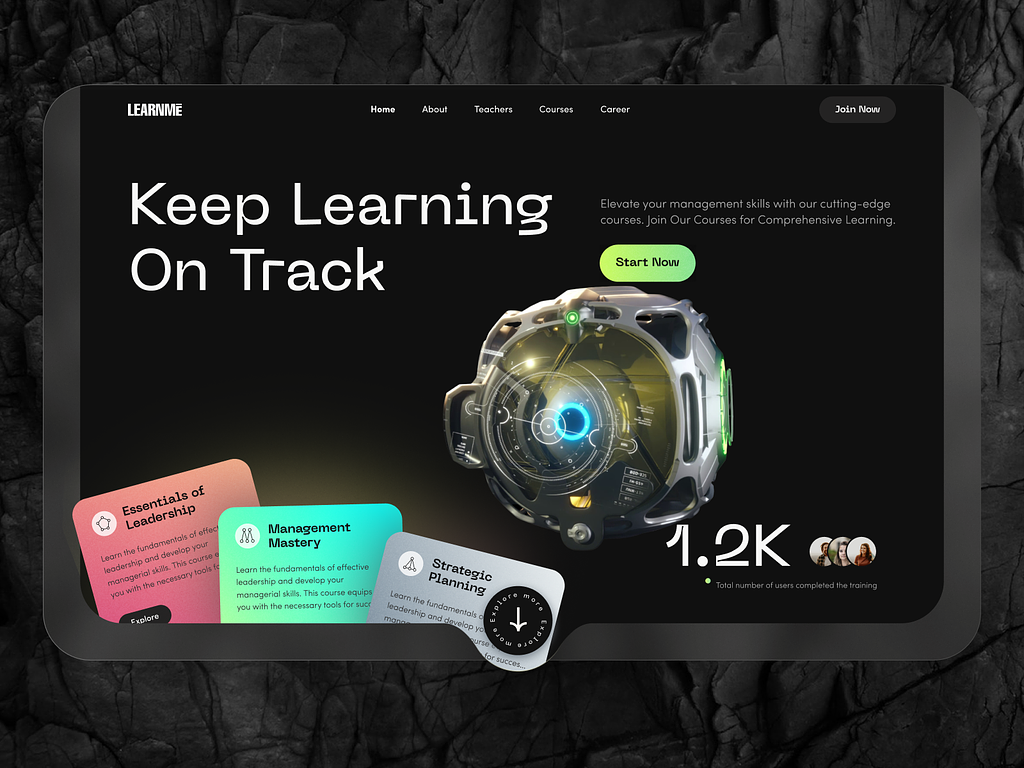 LEARNME
Home
About
Teachers
Courses
Career
Join Now
Keep Learning
On Track
Elevate your management skills with our cutting-edge
courses. Join Our Courses for Comprehensive Learning.
Start Now
Essentials of
Leadership
Learn the fundamentals of effect
leadership and develop your
managerial skills. This course e
you with the necessary tools fo
Explore
Management
Mastery
Learn the fundamentals of effective
leadership and develop your
managerial skills. This course equips
you with the necessary tools for succ
Strategic
Planning
Learn the fundamentals of
leadership and develop
course
for succes...
Explore more Explore more
1.2K
Total number of users completed the training